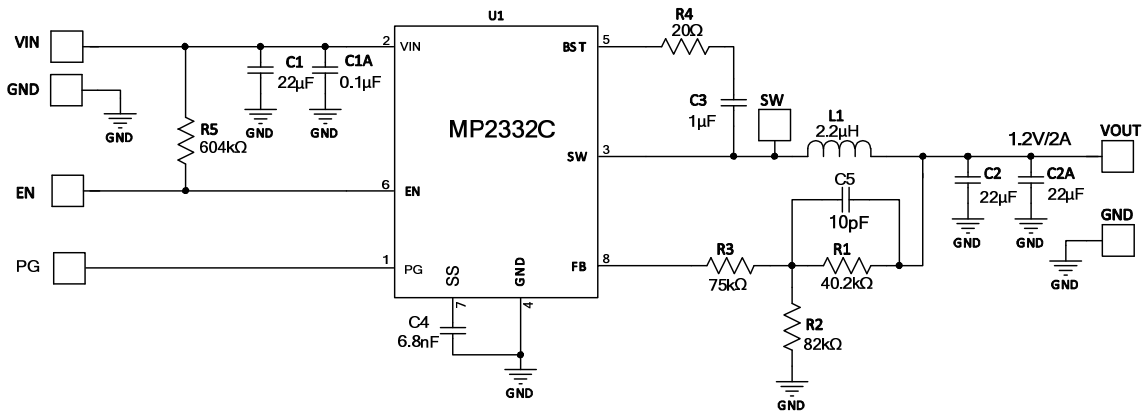 U1
VIN
GND
GND
R5
604kΩ
C1
22µF
GND
C1A
0.1µF
GND
EN
PG
2
VIN
6
EN
1
PG
MP2332C
BST
5
SW
3
FB
8
SS
7
GND
4
C4
6.8nF
GND
R4
20Ω
C3
1µF
SW
L1
2.2µH
C5
10pF
R3
75kΩ
R1
40.2kΩ
R2
82kΩ
GND
1.2V/2A
VOUT
C2
22µF
GND
C2A
22µF
GND
GND
GND